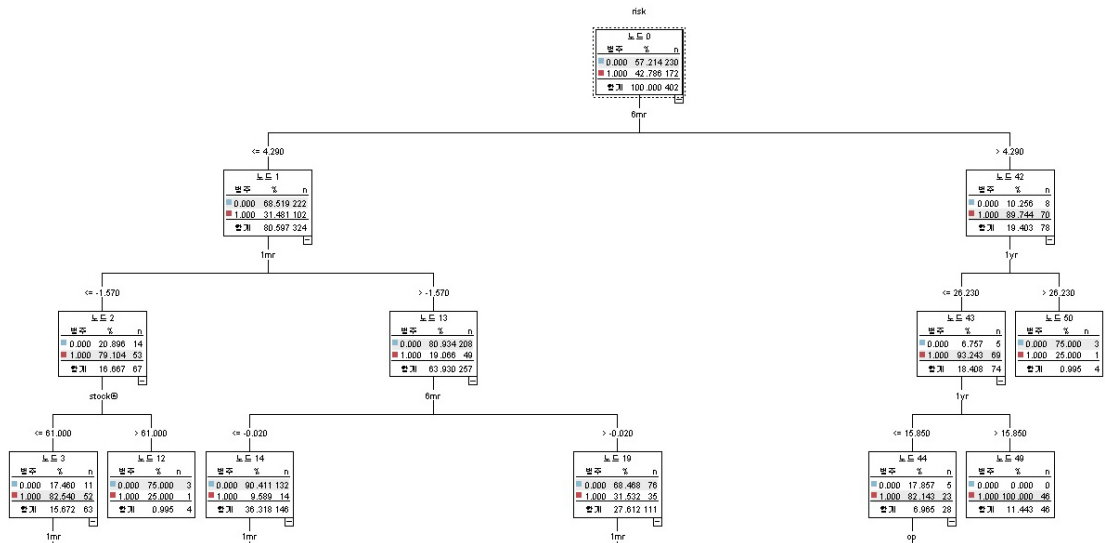 risk
노드 0
범주 % n
0.000 57.214 230
1.000 42.786 172
합계 100.000 402
6mr
<= 4.290
> 4.290
노드 1
범주 % n
0.000 68.519 222
1.000 31.481 102
합계 80.597 324
노드 42
범주 % n
0.000 10.256 8
1.000 89.744 70
합계 19.403 78
1mr
1yr
<= -1.570
> -1.570
<= 26.230
> 26.230
노드 2
범주 % n
0.000 20.896 14
1.000 79.104 53
합계 16.667 67
노드 13
범주 % n
0.000 80.934 208
1.000 19.066 49
합계 63.930 257
노드 43
범주 % n
0.000 6.757 5
1.000 93.243 69
합계 18.408 74
노드 50
범주 % n
0.000 75.000 3
1.000 25.000 1
합계 0.995 4
stock
6mr
1yr
<= 61.000
> 61.000
<= -0.020
> -0.020
<= 15.850
> 15.850
노드 3
범주 % n
0.000 17.460 11
1.000 82.540 52
합계 15.672 63
노드 12
범주 % n
0.000 75.000 3
1.000 25.000 1
합계 0.995 4
노드 14
범주 % n
0.000 90.411 132
1.000 9.589 14
합계 36.318 146
노드 19
범주 % n
0.000 68.468 76
1.000 31.532 35
합계 27.612 111
노드 44
범주 % n
0.000 17.857 5
1.000 82.143 23
합계 6.965 28
노드 49
범주 % n
0.000 0.000 0
1.000 100.000 46
합계 11.443 46
1mr
1mr
1mr
op